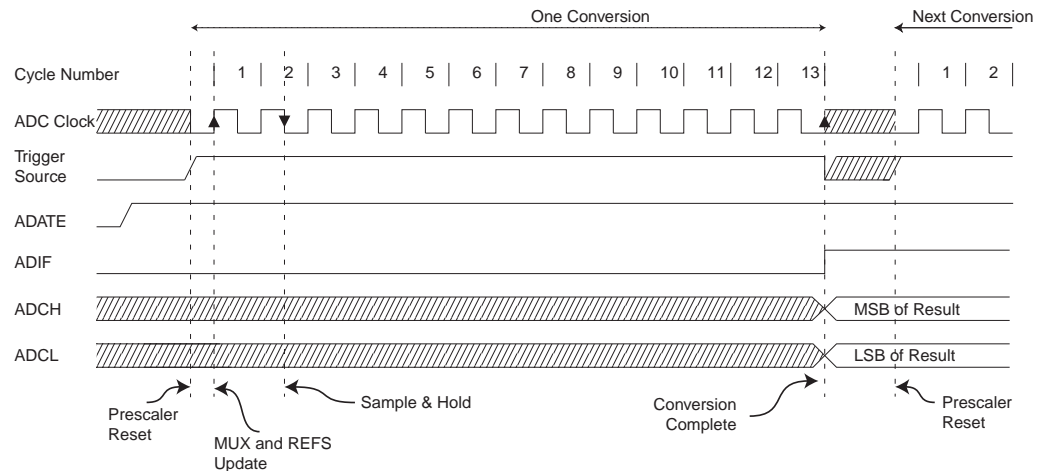 One Conversion
Next Conversion
Cycle Number
1 2 3 4 5 6 7 8 9 10 11 12 13 1 2
ADC Clock
Trigger
Source
ADATE
ADIF
ADCH
MSB of Result
ADCL
LSB of Result
Prescaler
Reset
MUX and REFS
Update
Sample & Hold
Conversion
Complete
Prescaler
Reset